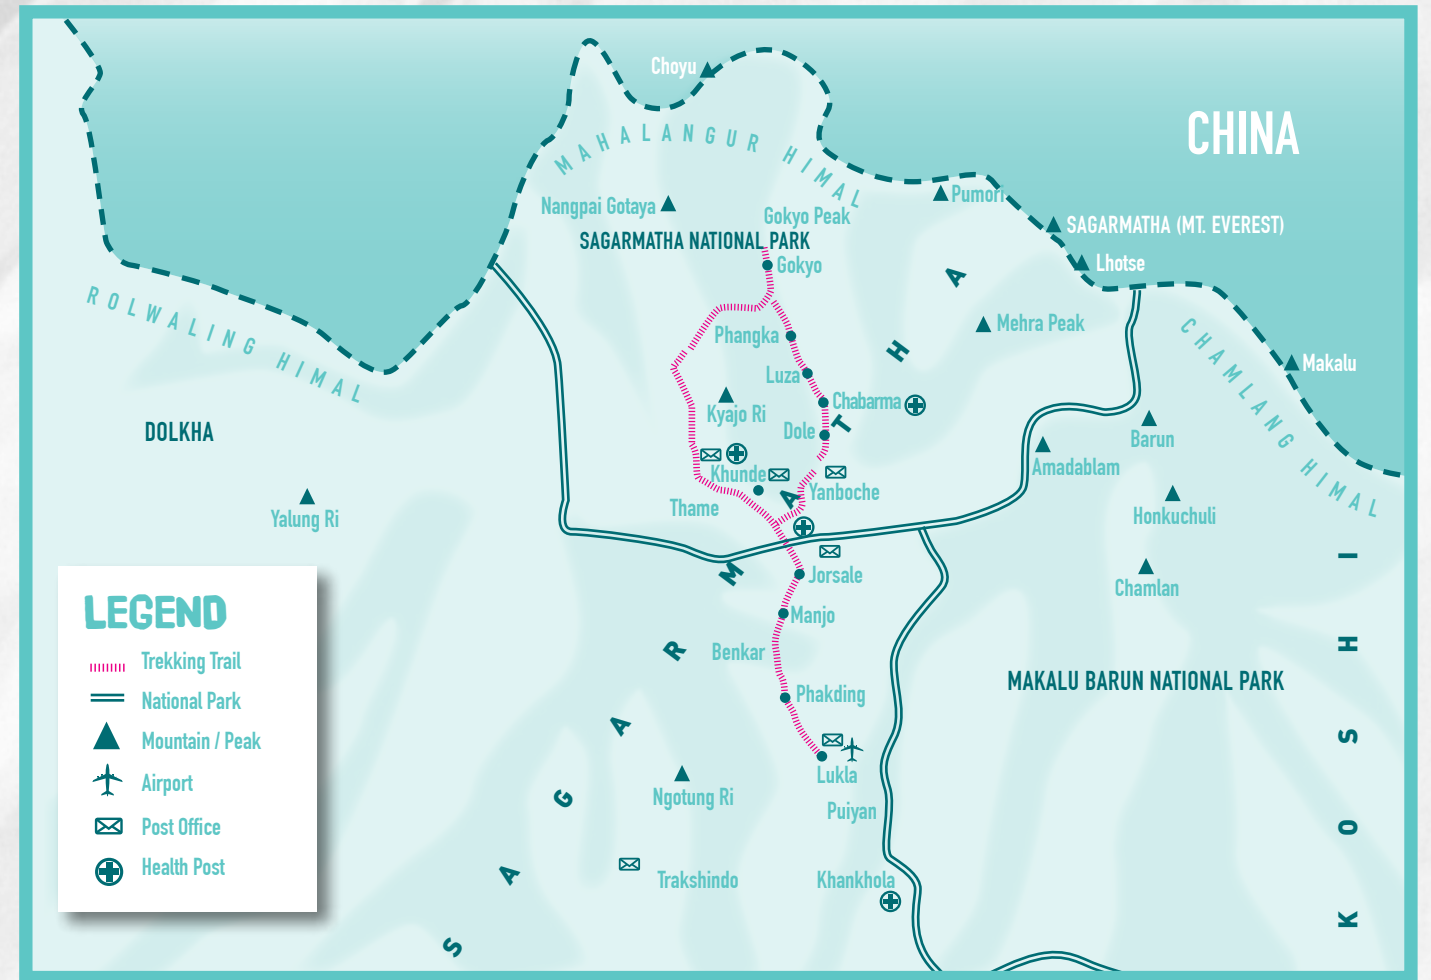 Choyu
CHINA
MAHALANGUR HIMAL
Pumori
Nangpai Gotaya
Gokyo Peak
SAGARMATHA (MT. EVEREST)
SAGARMATHA NATIONAL PARK
Gokyo
Lhotse
ROLWALING HIMAL
Mehra Peak
CHAMLANG HIMAL
Phangka
Makalu
Luza
Chabarma
Kyajo Ri
Dole
DOLKHA
Barun
Amadablam
Khunde
Yanboche
Thame
Yalung Ri
Honkuchuli
Jorsale
Chamlan
Manjo
Benkar
MAKALU BARUN NATIONAL PARK
Phakding
Lukla
Ngotung Ri
Puiyan
Trakshindo
Khankhola
SAGARMATHA
KOSHI
LEGEND
Trekking Trail
National Park
Mountain / Peak
Airport
Post Office
Health Post